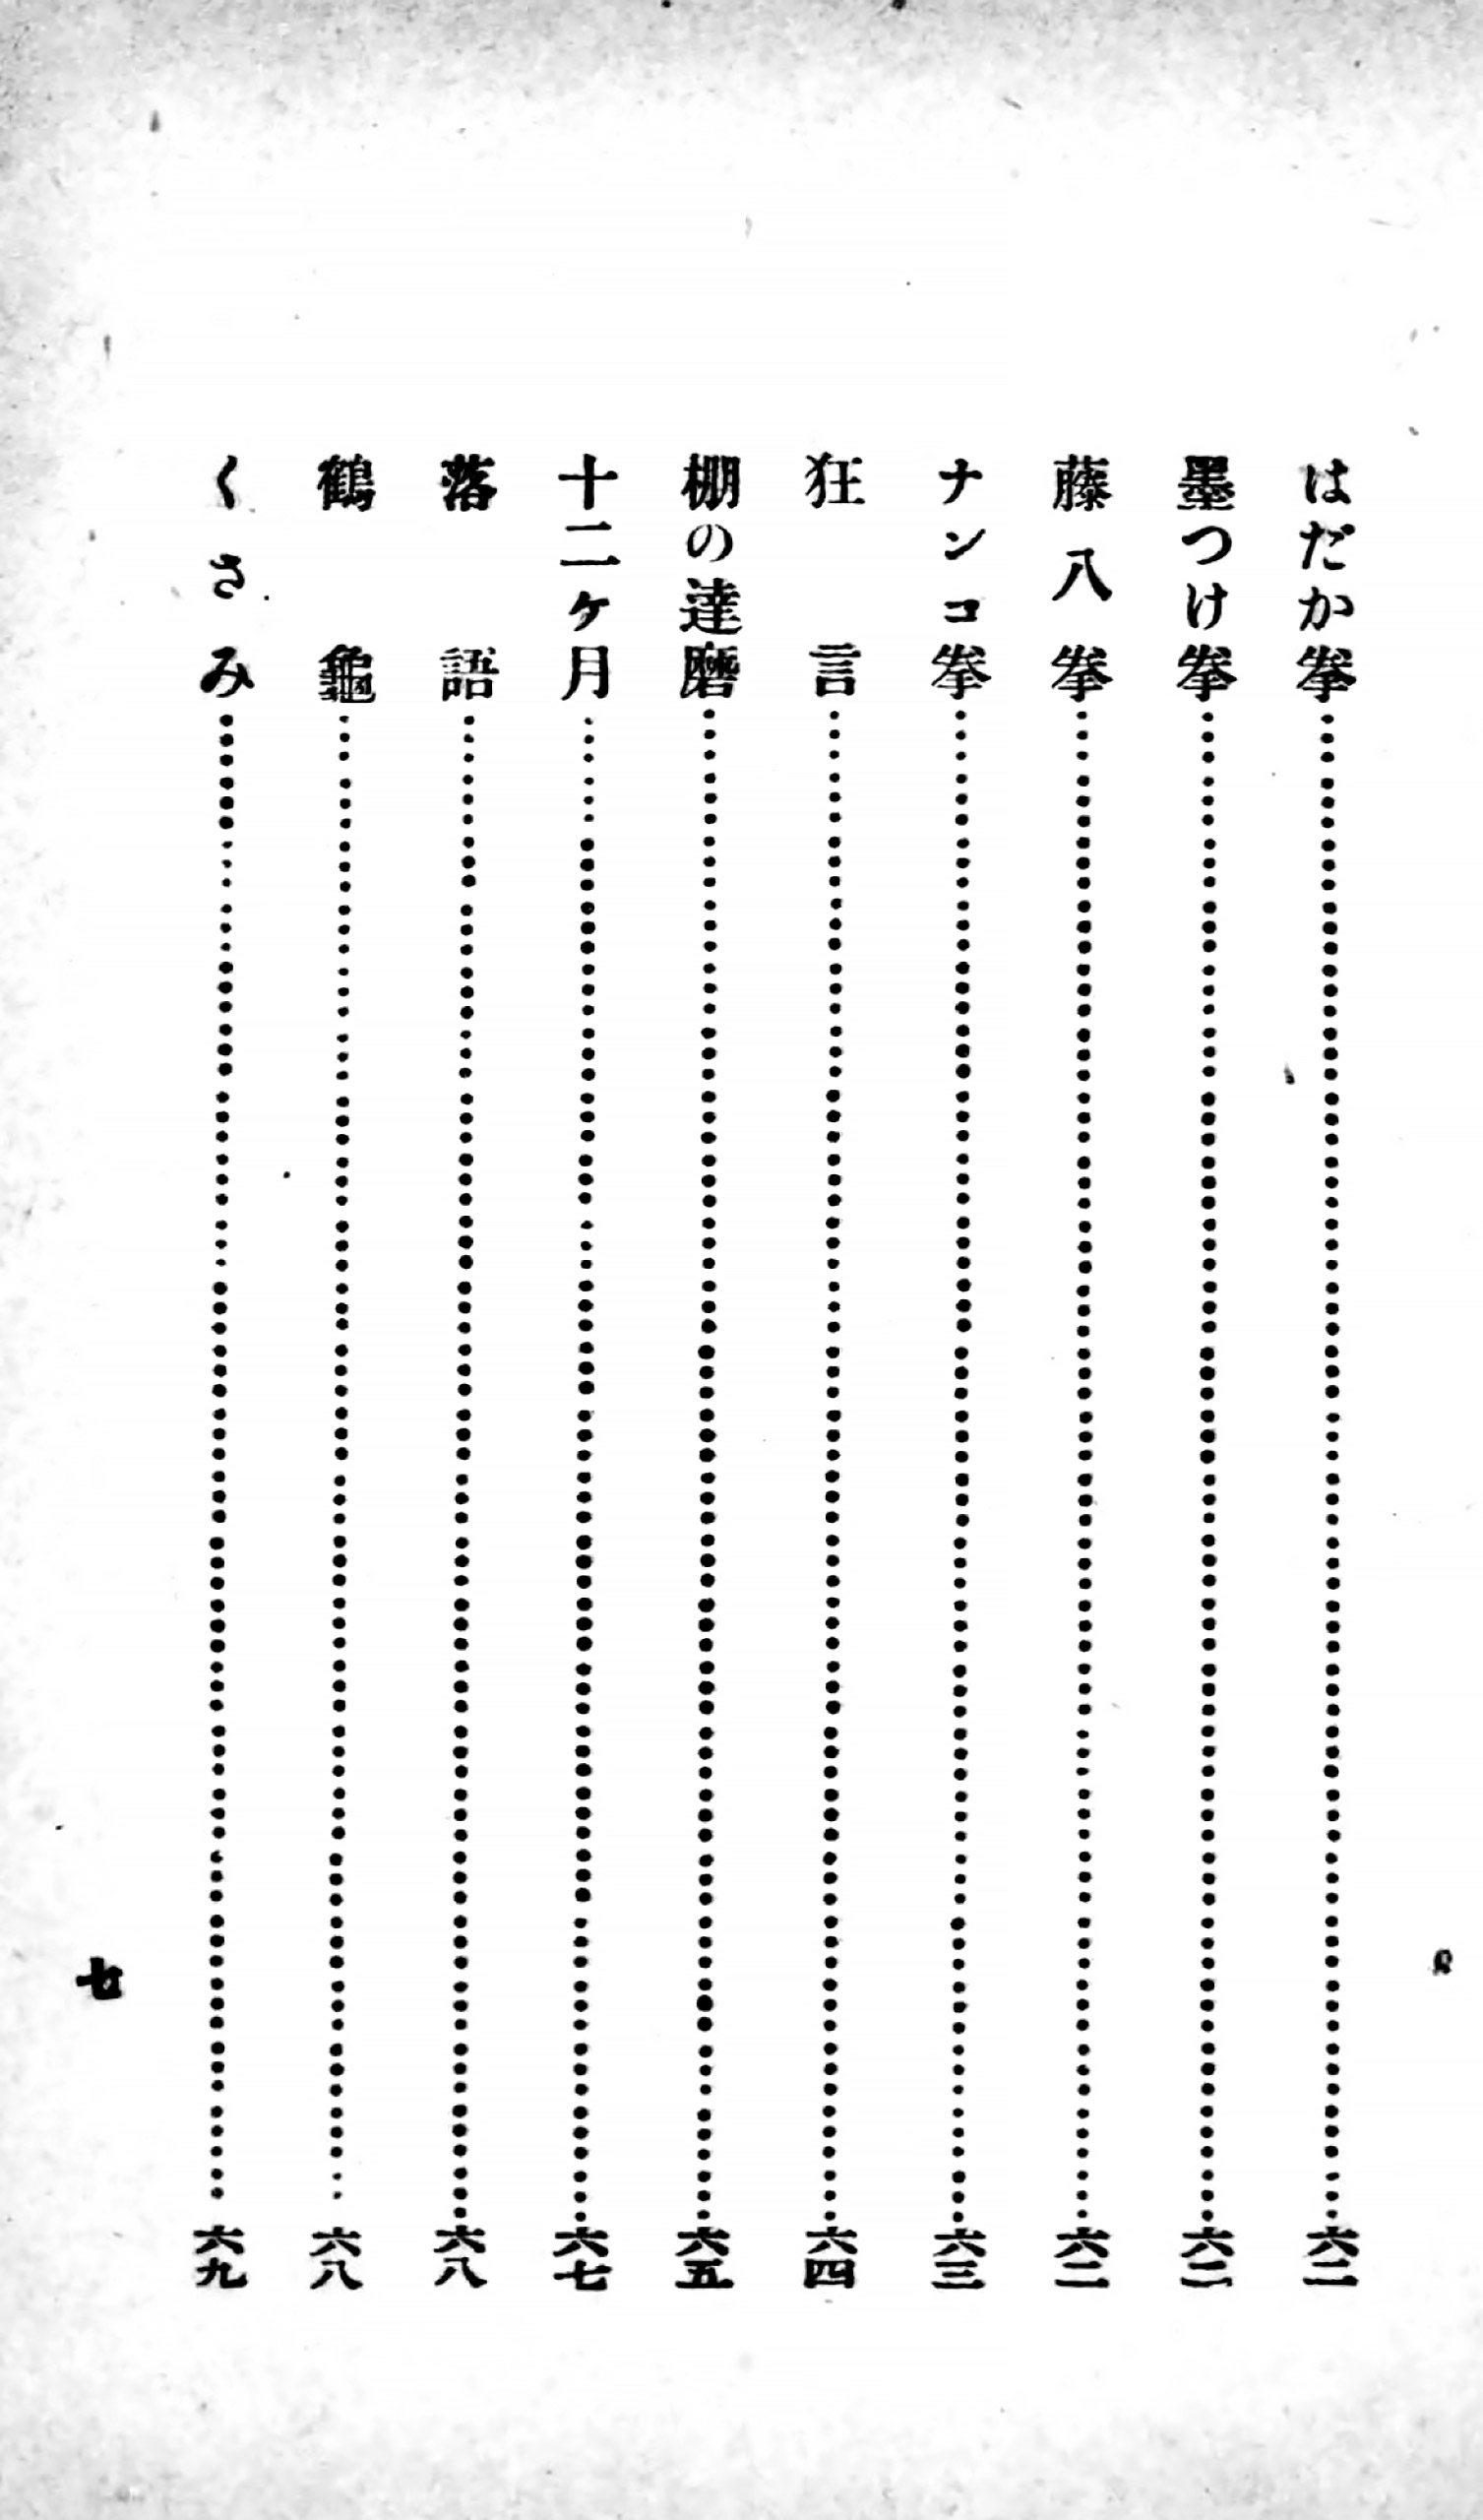 はだか拳……六二
墨つけ拳……六二
藤八拳……六二
ナンコ拳……六三
狂言……六四
棚の達磨……六五
十二ヶ月……六七
落語……六八
鶴龜……六八
くさみ……六九
七